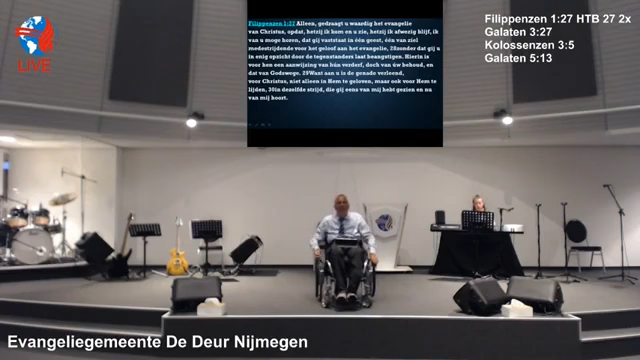 LIVE
Filippenzen 1:27 Alleen, gedraagt u waardig het evangelie
van Christus, opdat, hetzij ik kom en u zie, hetzij ik afwezig blijf, ik
van u moge horen, dat gij vaststaat in één geest, één van ziel
medestrijdende voor het geloof aan het evangelie, 28zonder dat gij u
in enig opzicht door de tegenstanders laat beangstigen. Hierin is
voor hen een aanwijzing van hún verderf, doch van úw behoud, en
dat van Godswege. 29Want aan u is de genade verleend,
voor Christus, niet alleen in Hem te geloven, maar ook voor Hem te
lijden, 30in dezelfde strijd, die gij eens van mij hebt gezien en nu
van mij hoort.
Filippenzen 1:27 HTB 27 2x
Galaten 3:27
Kolossenzen 3:5
Galaten 5:13
Evangeliegemeente De Deur Nijmegen